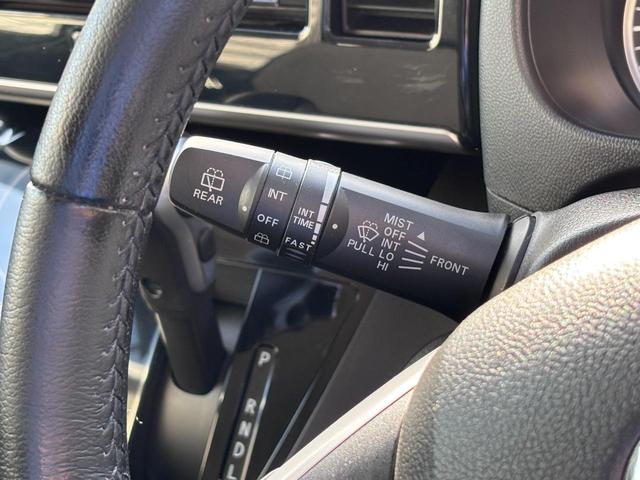 REAR
INT
OFF
INT
TIME
FAST
MIST
OFF
INT
PULL LO
HI
FRONT
P
R
N
D
L